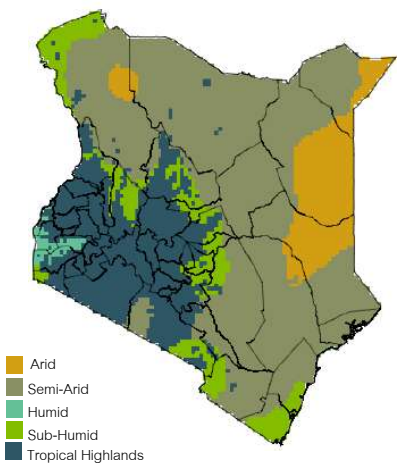 Arid
Semi-Arid
Humid
Sub-Humid
Tropical Highlands